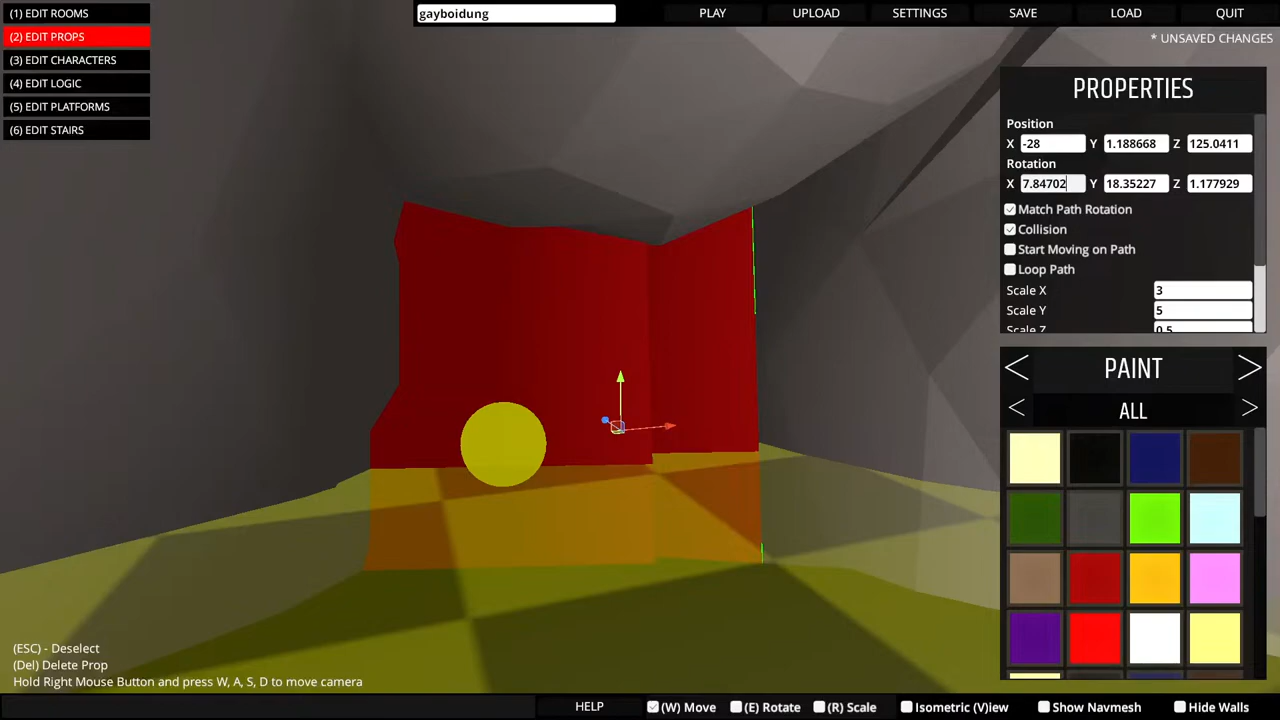 (1) EDIT ROOMS
(2) EDIT PROPS
(3) EDIT CHARACTERS
(4) EDIT LOGIC
(5) EDIT PLATFORMS
(6) EDIT STAIRS
gayboidung PLAY UPLOAD SETTINGS SAVE LOAD QUIT
* UNSAVED CHANGES
PROPERTIES
Position
X -28 Y 1.188668 Z 125.0411
Rotation
X 7.84702 Y 18.35227 Z 1.177929
Match Path Rotation
Collision
Start Moving on Path
Loop Path
Scale X 3
Scale Y 5
Scale Z 0.5
< PAINT >
< ALL >
(ESC) - Deselect
(Del) Delete Prop
Hold Right Mouse Button and press W, A, S, D to move camera
HELP (W) Move (E) Rotate (R) Scale Isometric (V)iew Show Navmesh Hide Walls